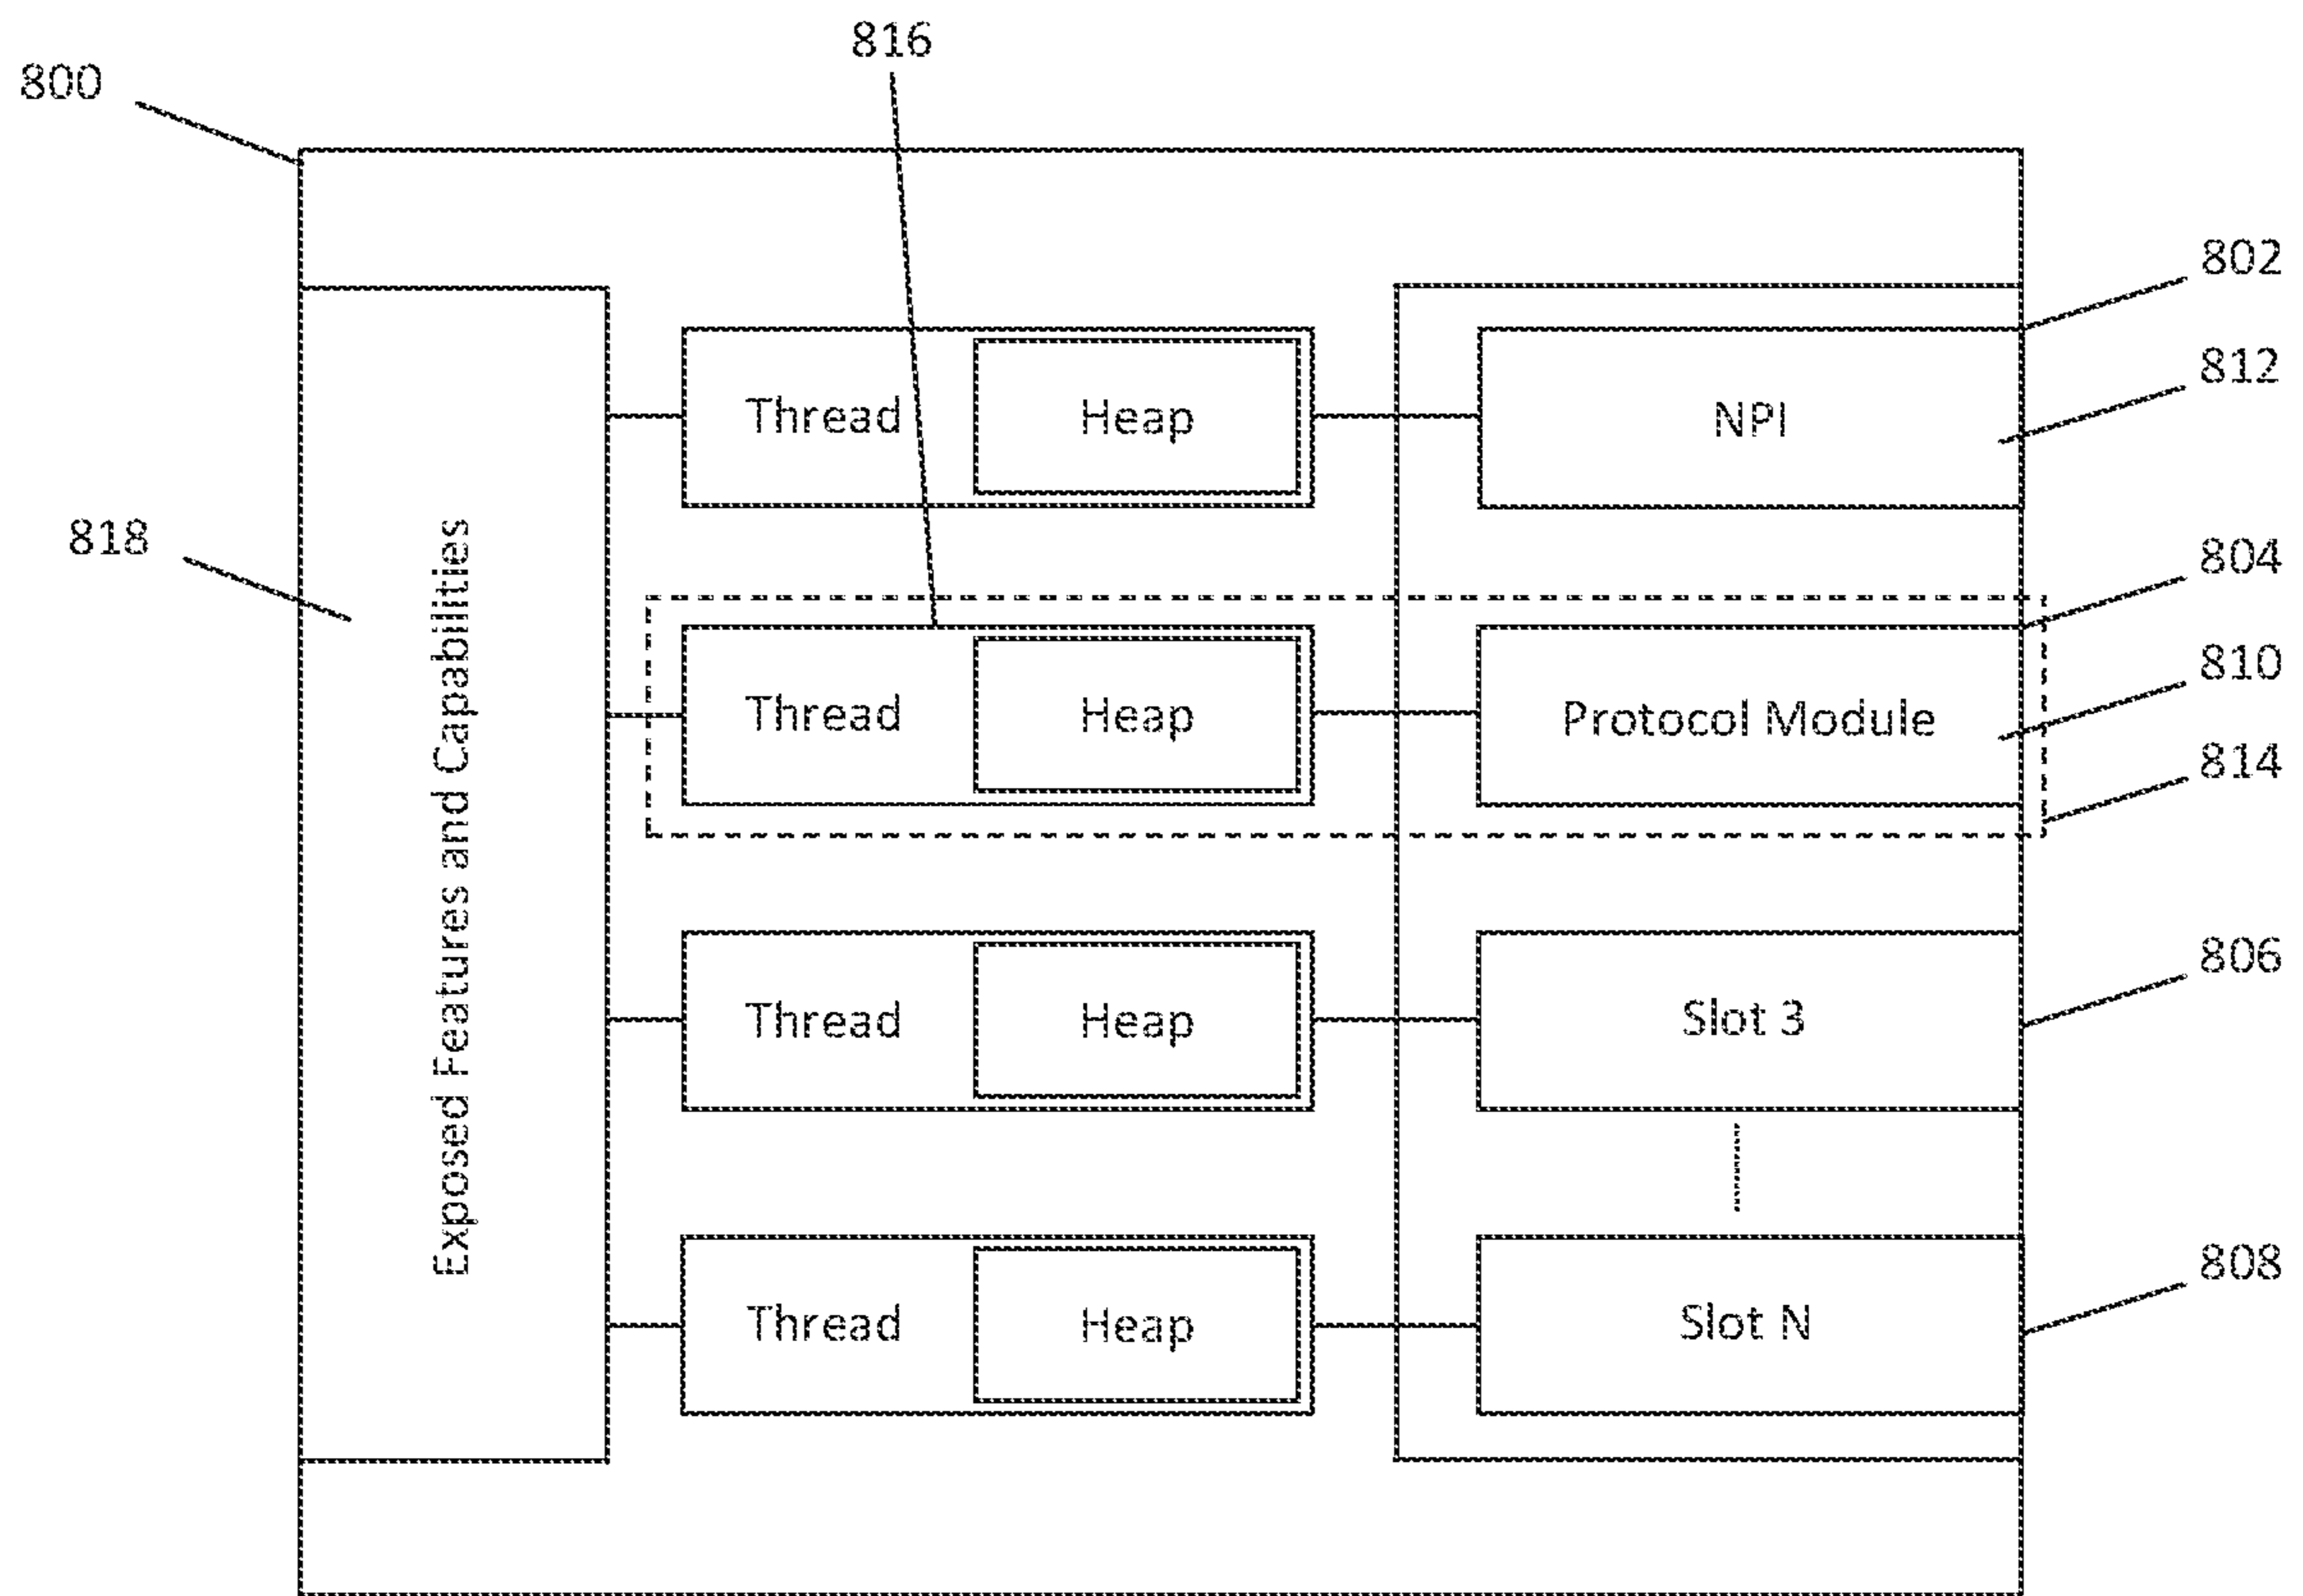 816
800
802
Thread Heap NPI
812
818
Exposed Features and Capabilities
804
Thread Heap Protocol Module
810
814
Thread Heap Slot 3
806
Thread Heap Slot N
808